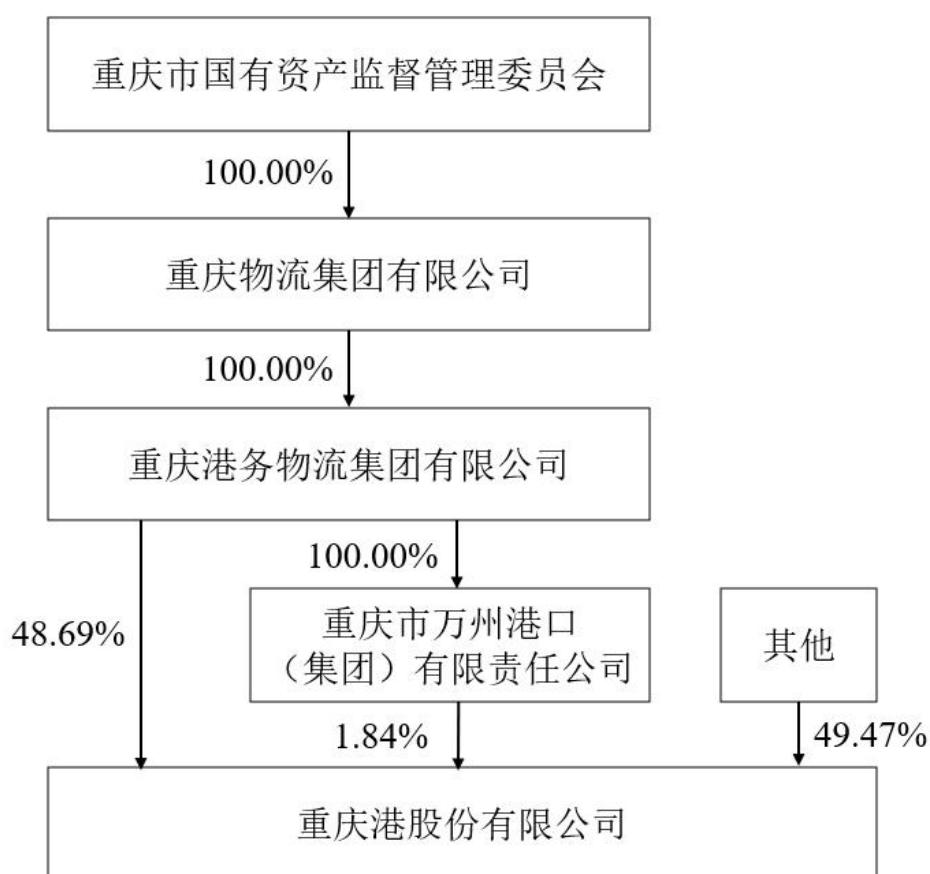 重庆市国有资产监督管理委员会
100.00%
重庆物流集团有限公司
100.00%
重庆港务物流集团有限公司
100.00%
48.69%
重庆市万州港口
（集团）有限责任公司
其他
1.84%
49.47%
重庆港股份有限公司